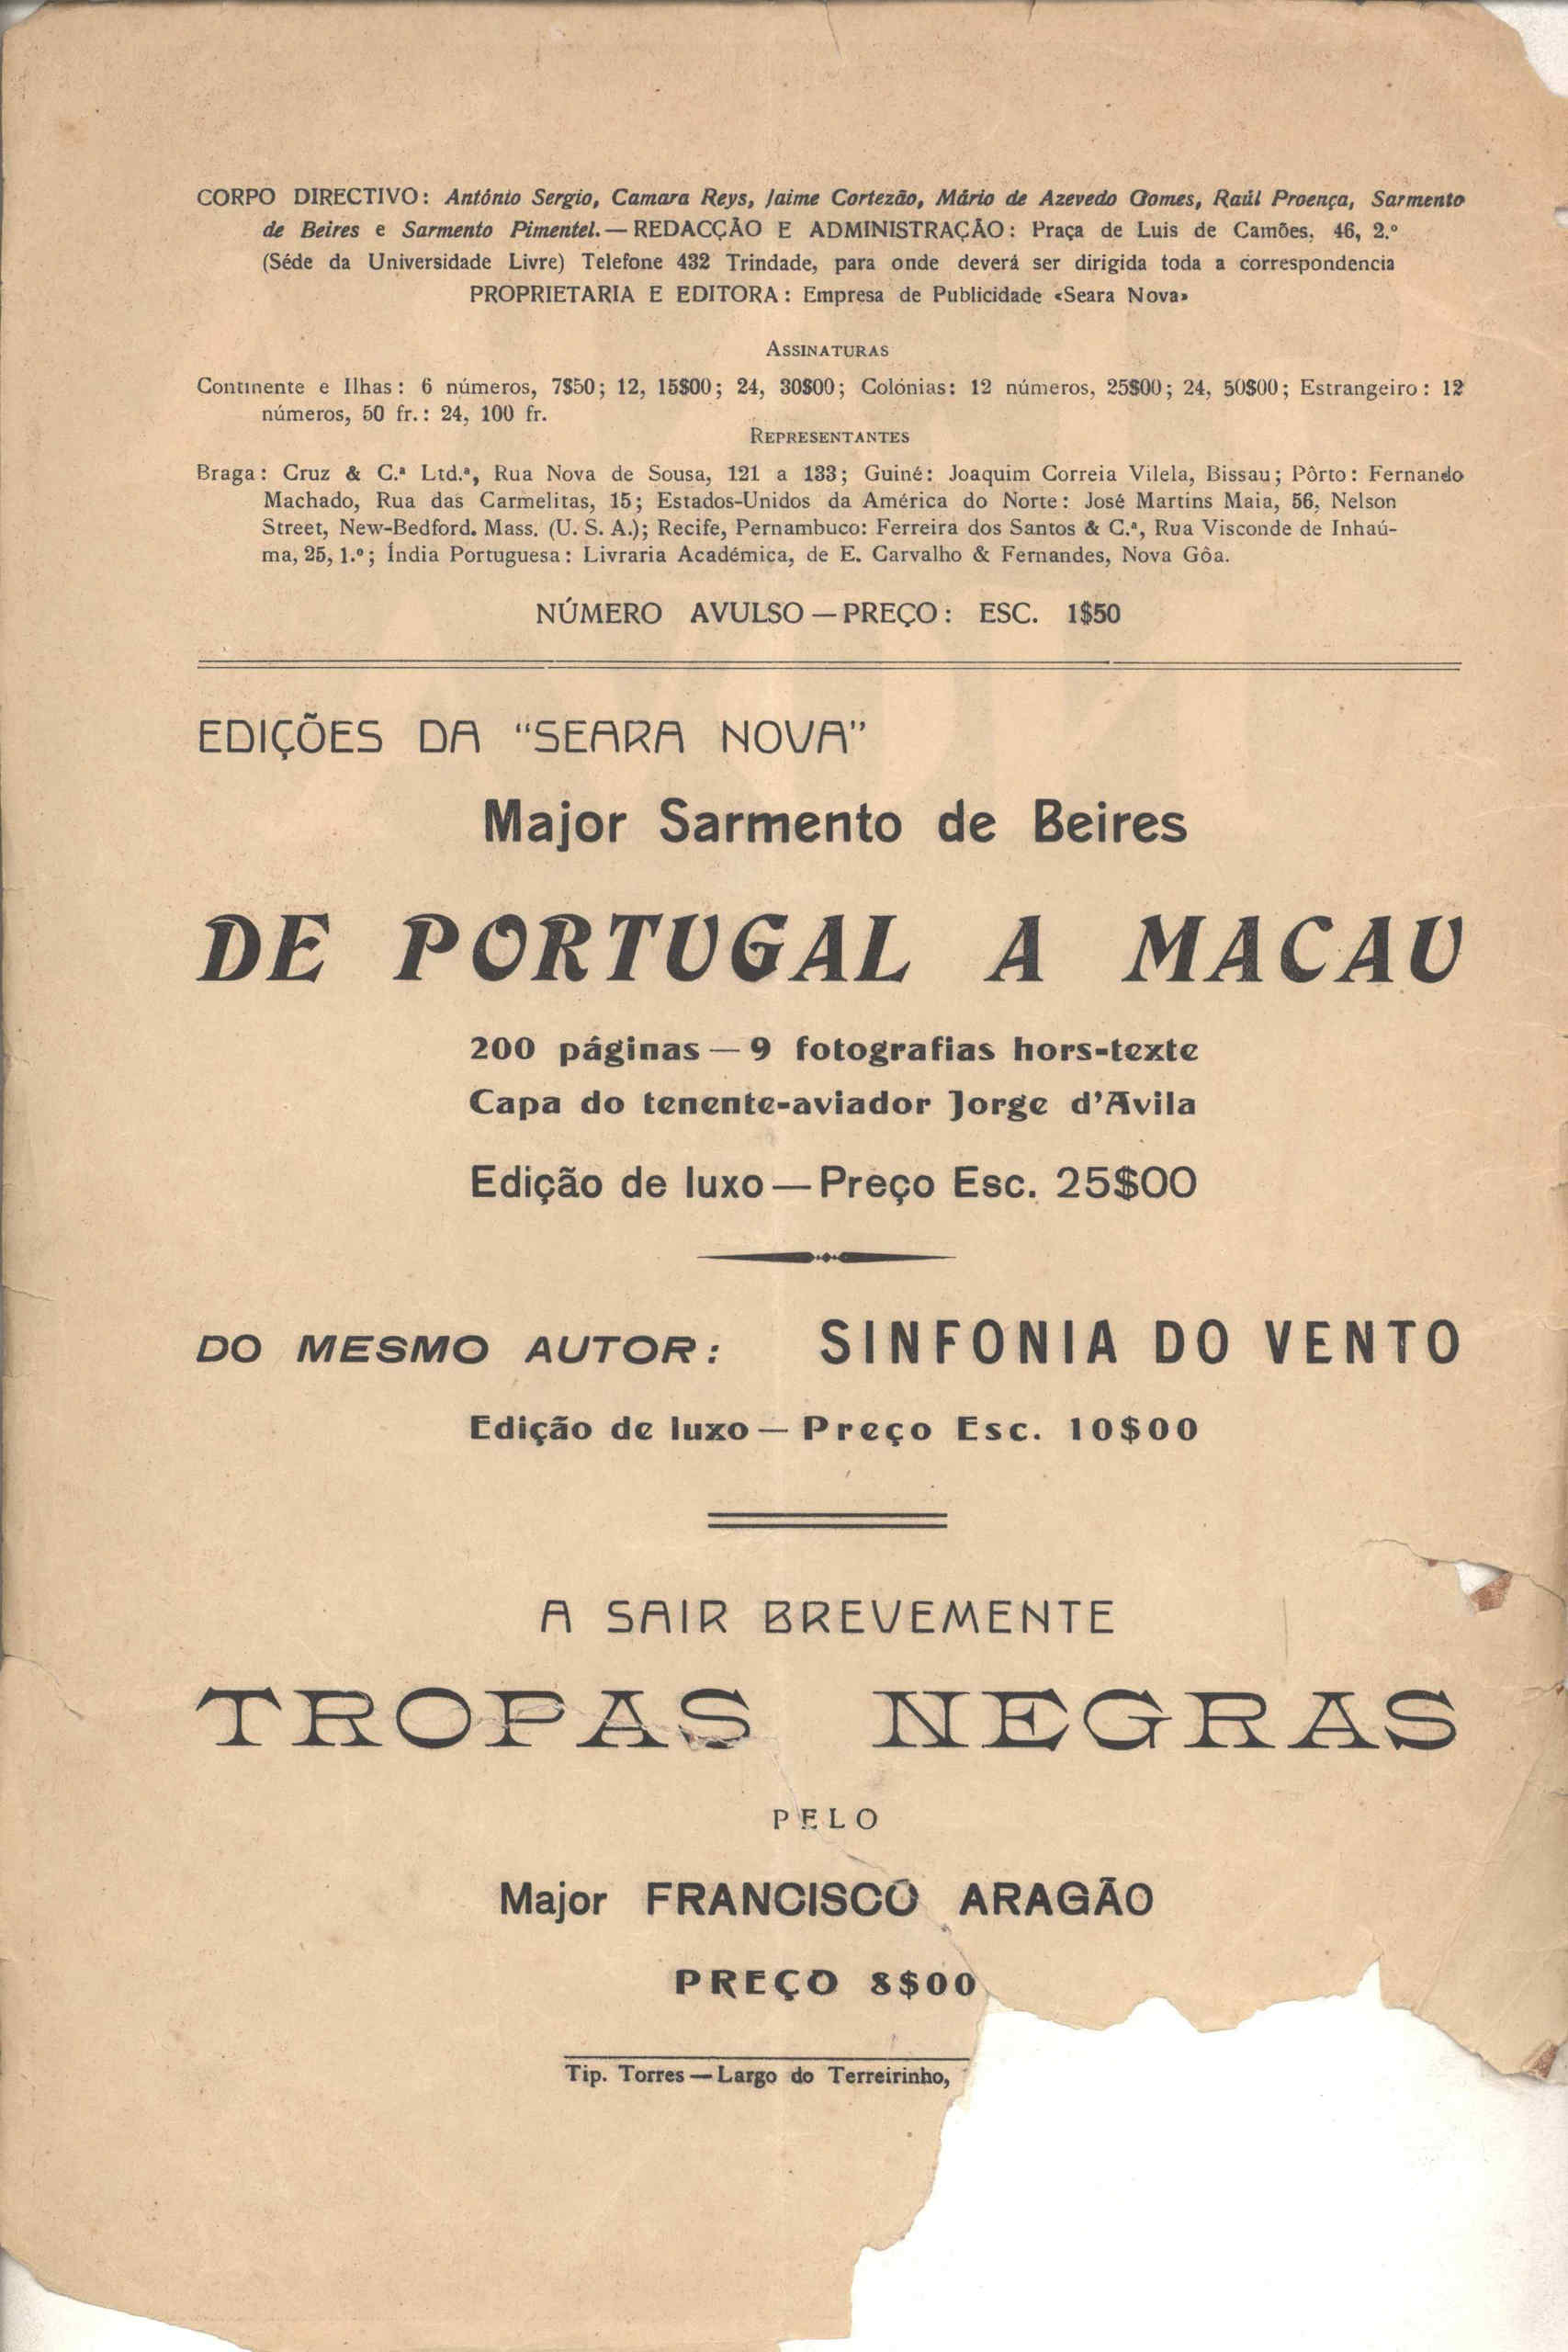 CORPO DIRECTIVO: António Sergio, Camara Reys, Jaime Cortezão, Mário de Azevedo Gomes, Raúl Proença, Sarmento
de Beires e Sarmento Pimentel.—REDACÇÃO E ADMINISTRAÇÃO: Praça de Luis de Camões, 46, 2.º
(Séde da Universidade Livre) Telefone 432 Trindade, para onde deverá ser dirigida toda a correspondencia
PROPRIETARIA E EDITORA: Empresa de Publicidade «Seara Nova»
ASSINATURAS
Continente e Ilhas: 6 números, 7$50; 12, 15$00; 24, 30$00; Colónias: 12 números, 25$00; 24, 50$00; Estrangeiro: 12
números, 50 fr.: 24, 100 fr.
REPRESENTANTES
Braga: Cruz & C.ª Ltd.ª, Rua Nova de Sousa, 121 a 133; Guiné: Joaquim Correia Vilela, Bissau; Pôrto: Fernando
Machado, Rua das Carmelitas, 15; Estados-Unidos da América do Norte: José Martins Maia, 56, Nelson
Street, New-Bedford. Mass. (U. S. A.); Recife, Pernambuco: Ferreira dos Santos & C.ª, Rua Visconde de Inhaú-
ma, 25, 1.º; Índia Portuguesa: Livraria Académica, de E. Carvalho & Fernandes, Nova Gôa.
NÚMERO AVULSO—PREÇO: ESC. 1$50
EDIÇÕES DA "SEARA NOVA"
Major Sarmento de Beires
DE PORTUGAL A MACAU
200 páginas—9 fotografias hors-texte
Capa do tenente-aviador Jorge d'Avila
Edição de luxo—Preço Esc. 25$00
DO MESMO AUTOR: SINFONIA DO VENTO
Edição de luxo—Preço Esc. 10$00
A SAIR BREVEMENTE
TROPAS NEGRAS
PELO
Major FRANCISCO ARAGÃO
PREÇO 8$00
Tip. Torres—Largo do Terreirinho,